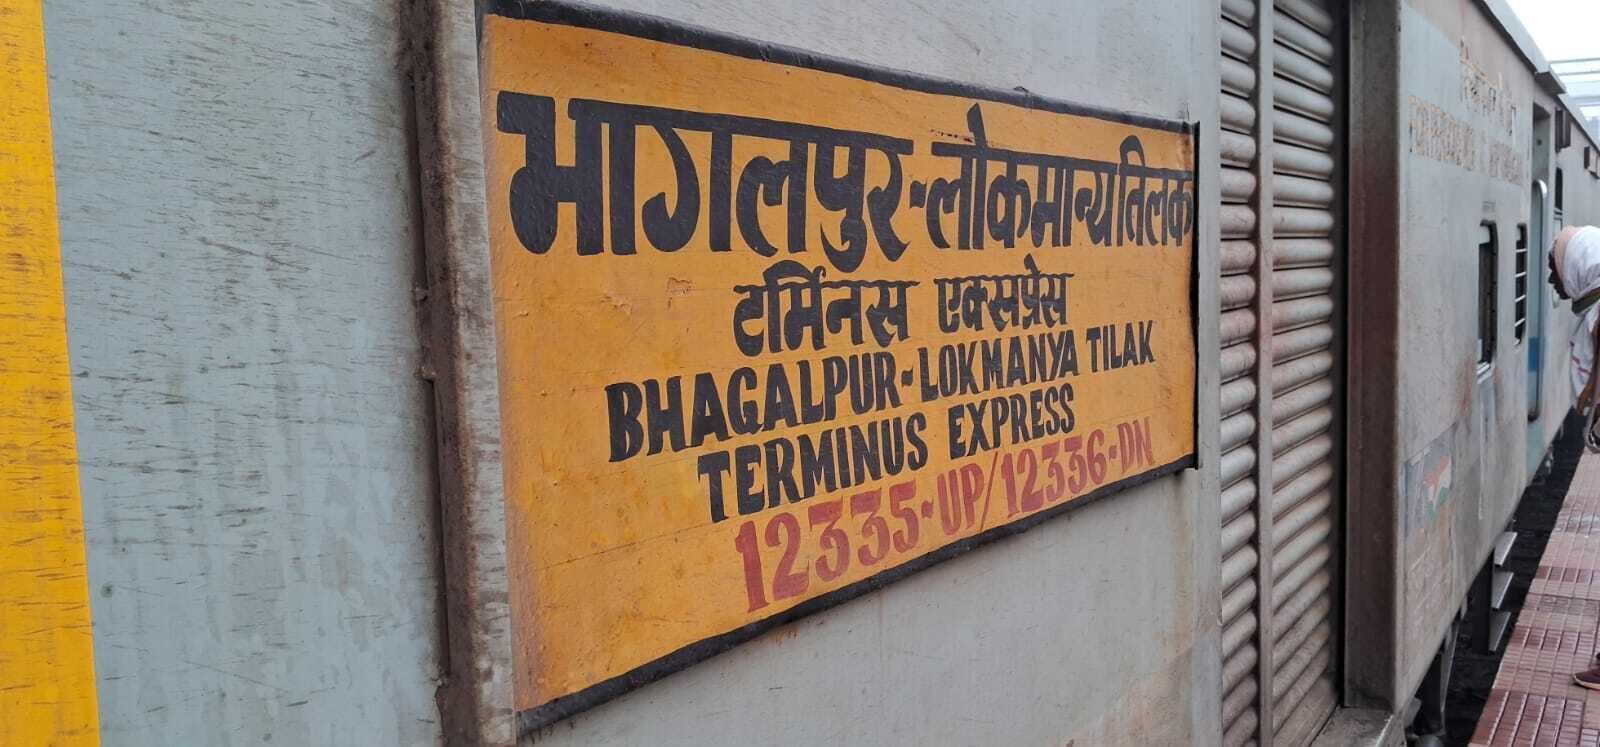 भागलपुर-लोकमान्यतिलक
टर्मिनस एक्सप्रेस
BHAGALPUR-LOKMANYA TILAK
TERMINUS EXPRESS
12335-UP/12336-DN